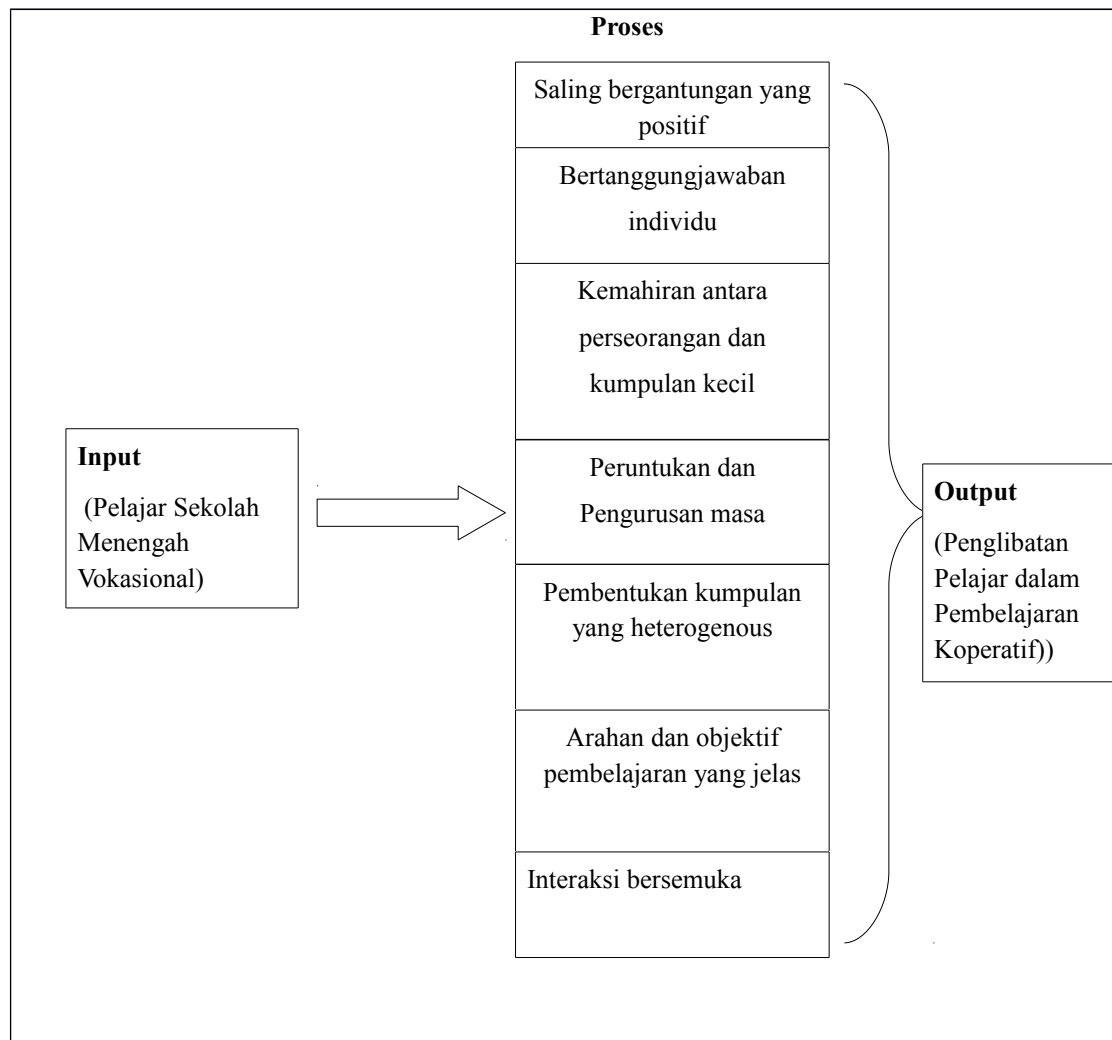 Proses
Saling bergantungan yang
positif
Bertanggungjawaban
individu
Kemahiran antara
perseorangan dan
kumpulan kecil
Peruntukan dan
Pengurusan masa
Pembentukan kumpulan
yang heterogenous
Arahan dan objektif
pembelajaran yang jelas
Interaksi bersemuka
Input
(Pelajar Sekolah
Menengah
Vokasional)
Output
(Penglibatan
Pelajar dalam
Pembelajaran
Koperatif))